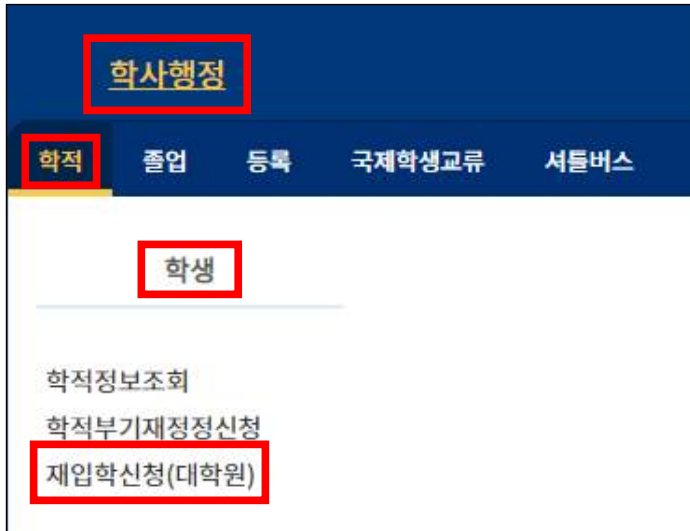 학사행정
학적 졸업 등록 국제학생교류 셔틀버스
학생
학적정보조회
학적부기재정정신청
재입학신청(대학원)